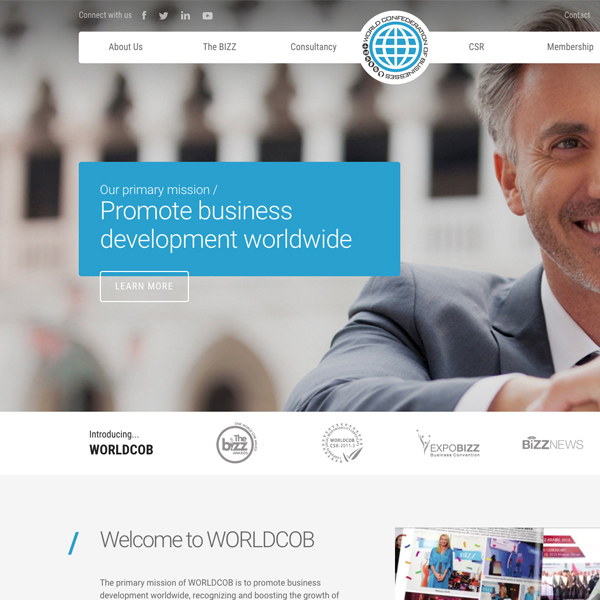 Connect with us
Contact
About Us
The BIZZ
Consultancy
WORLD CONFEDERATION OF BUSINESSES
CSR
Membership
Our primary mission /
Promote business
development worldwide
LEARN MORE
Introducing...
WORLDCOB
The
bizz
AWARDS
WORLDCOB
CSR-2011.2
EXPOBIZZ
Business Convention
BIZZNEWS
Welcome to WORLDCOB
The primary mission of WORLDCOB is to promote business
development worldwide, recognizing and boosting the growth of
BIZZ